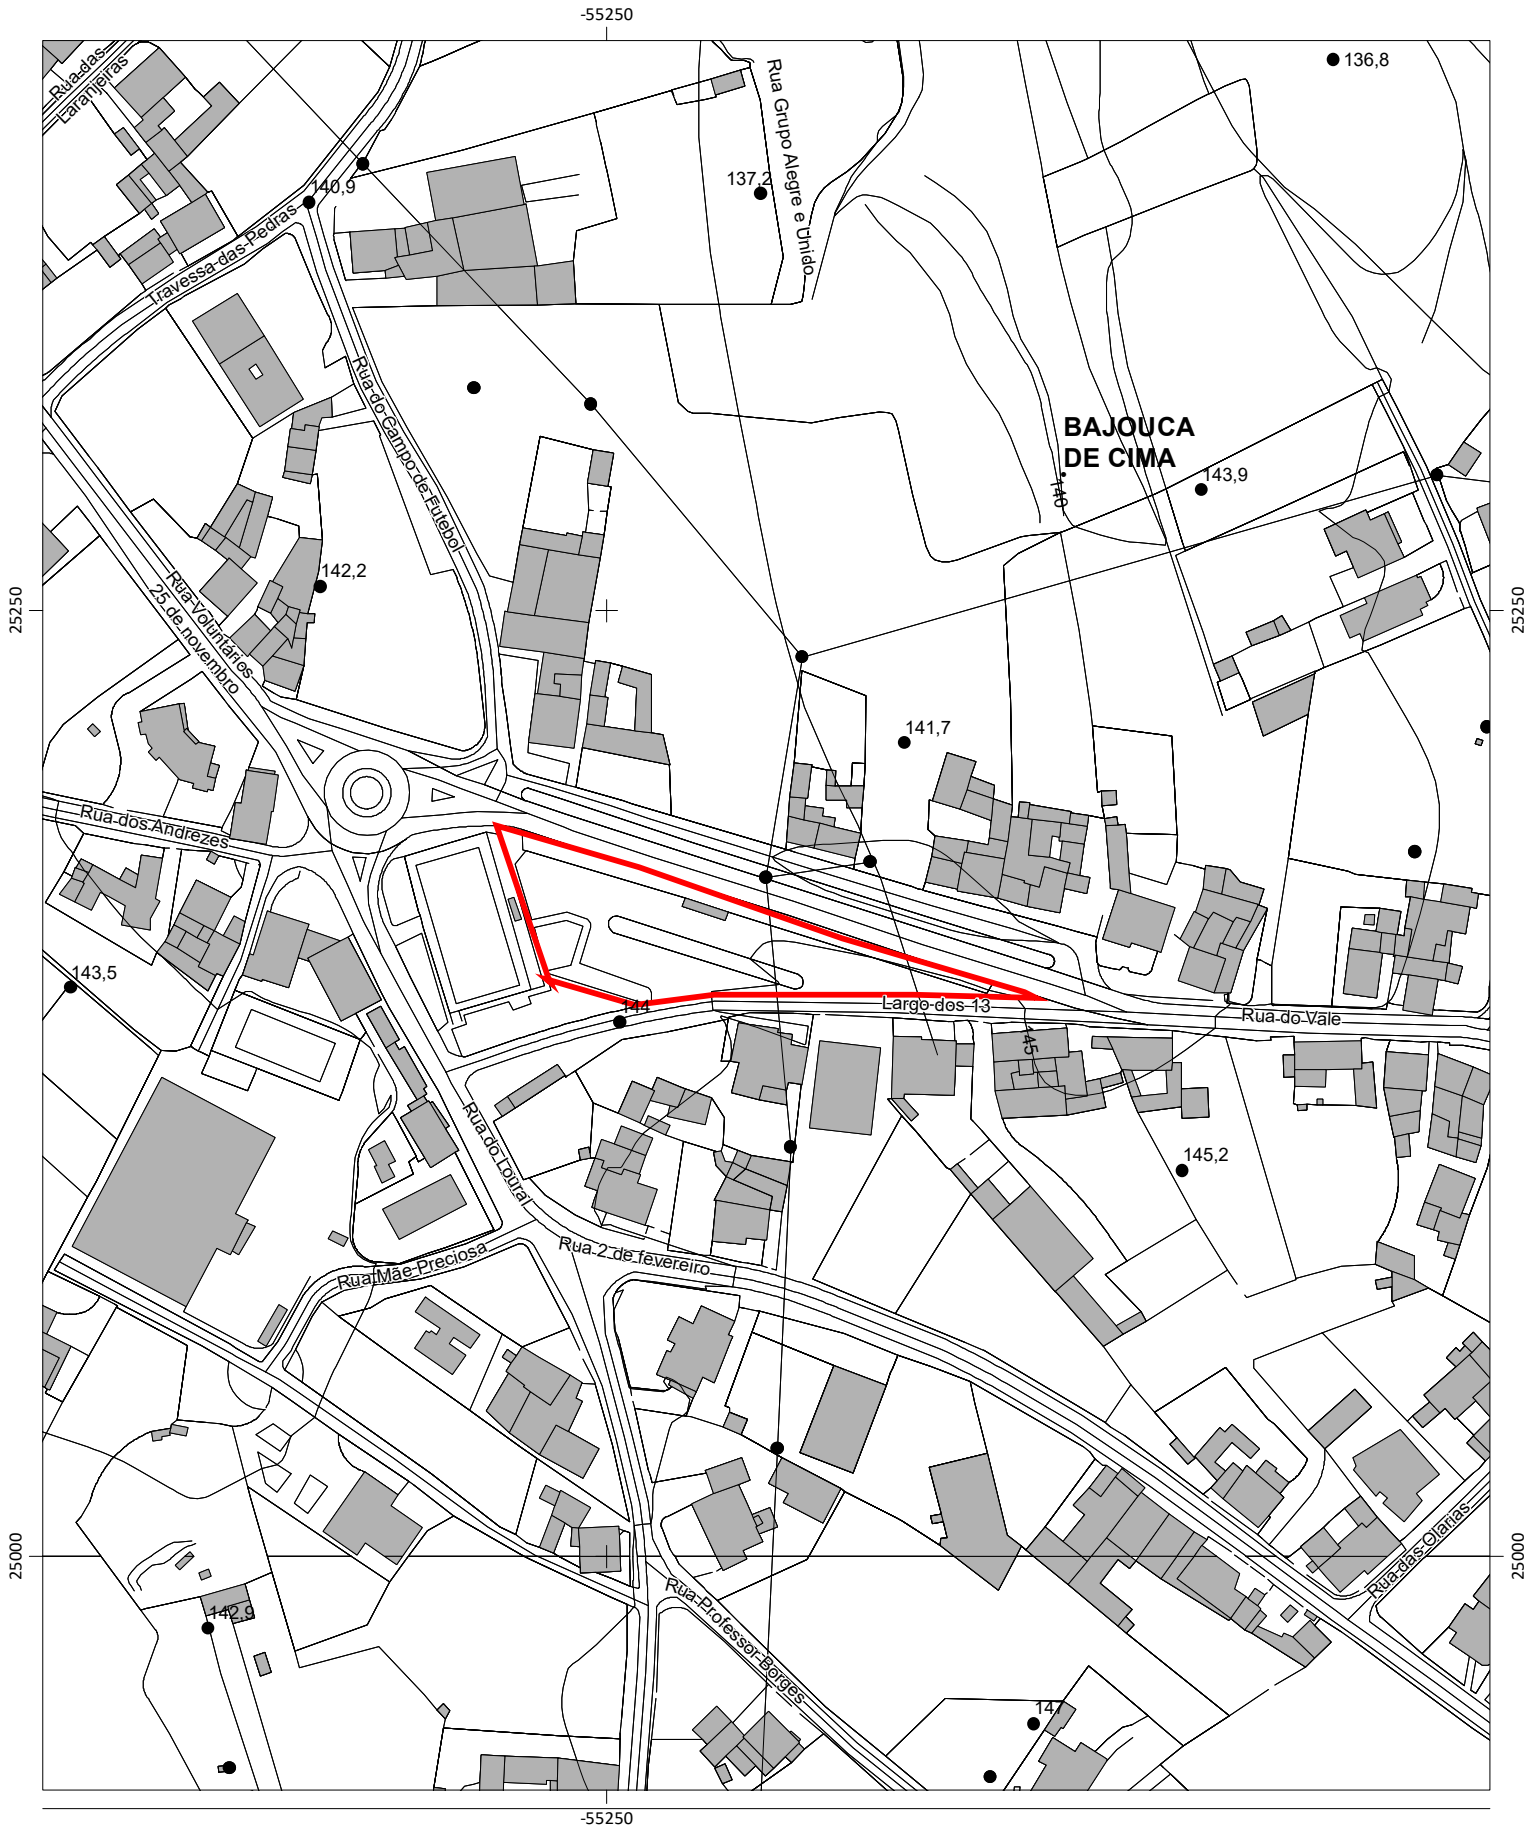 -55250
136,8
Rua das
Laranjeiras
Rua Grupo Alegre e Unido
140,9
137,2
Travessa das Pedras
Rua do Campo de Futebol
BAJOUCA
DE CIMA
140
143,9
142,2
25250
25250
Rua Voluntários
25 de novembro
141,7
Rua dos Andrezes
143,5
144
Largo dos 13
Rua do Vale
145
Rua do Loural
145,2
Rua 2 de fevereiro
Rua Mãe Preciosa
25000
25000
Rua das Olarias
142,9
Rua Professor Borges
147
-55250